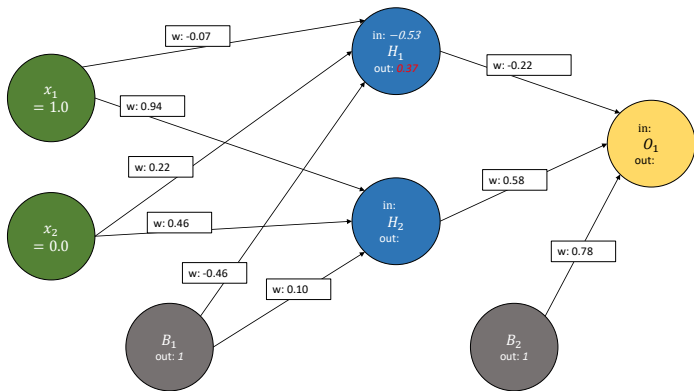 w: -0.07
in: −0.53
H₁
out: 0.37
w: -0.22
x₁
= 1.0
w: 0.94
in:
O₁
out:
w: 0.22
w: 0.58
x₂
= 0.0
w: 0.46
in:
H₂
out:
w: -0.46
w: 0.78
w: 0.10
B₁
out: 1
B₂
out: 1